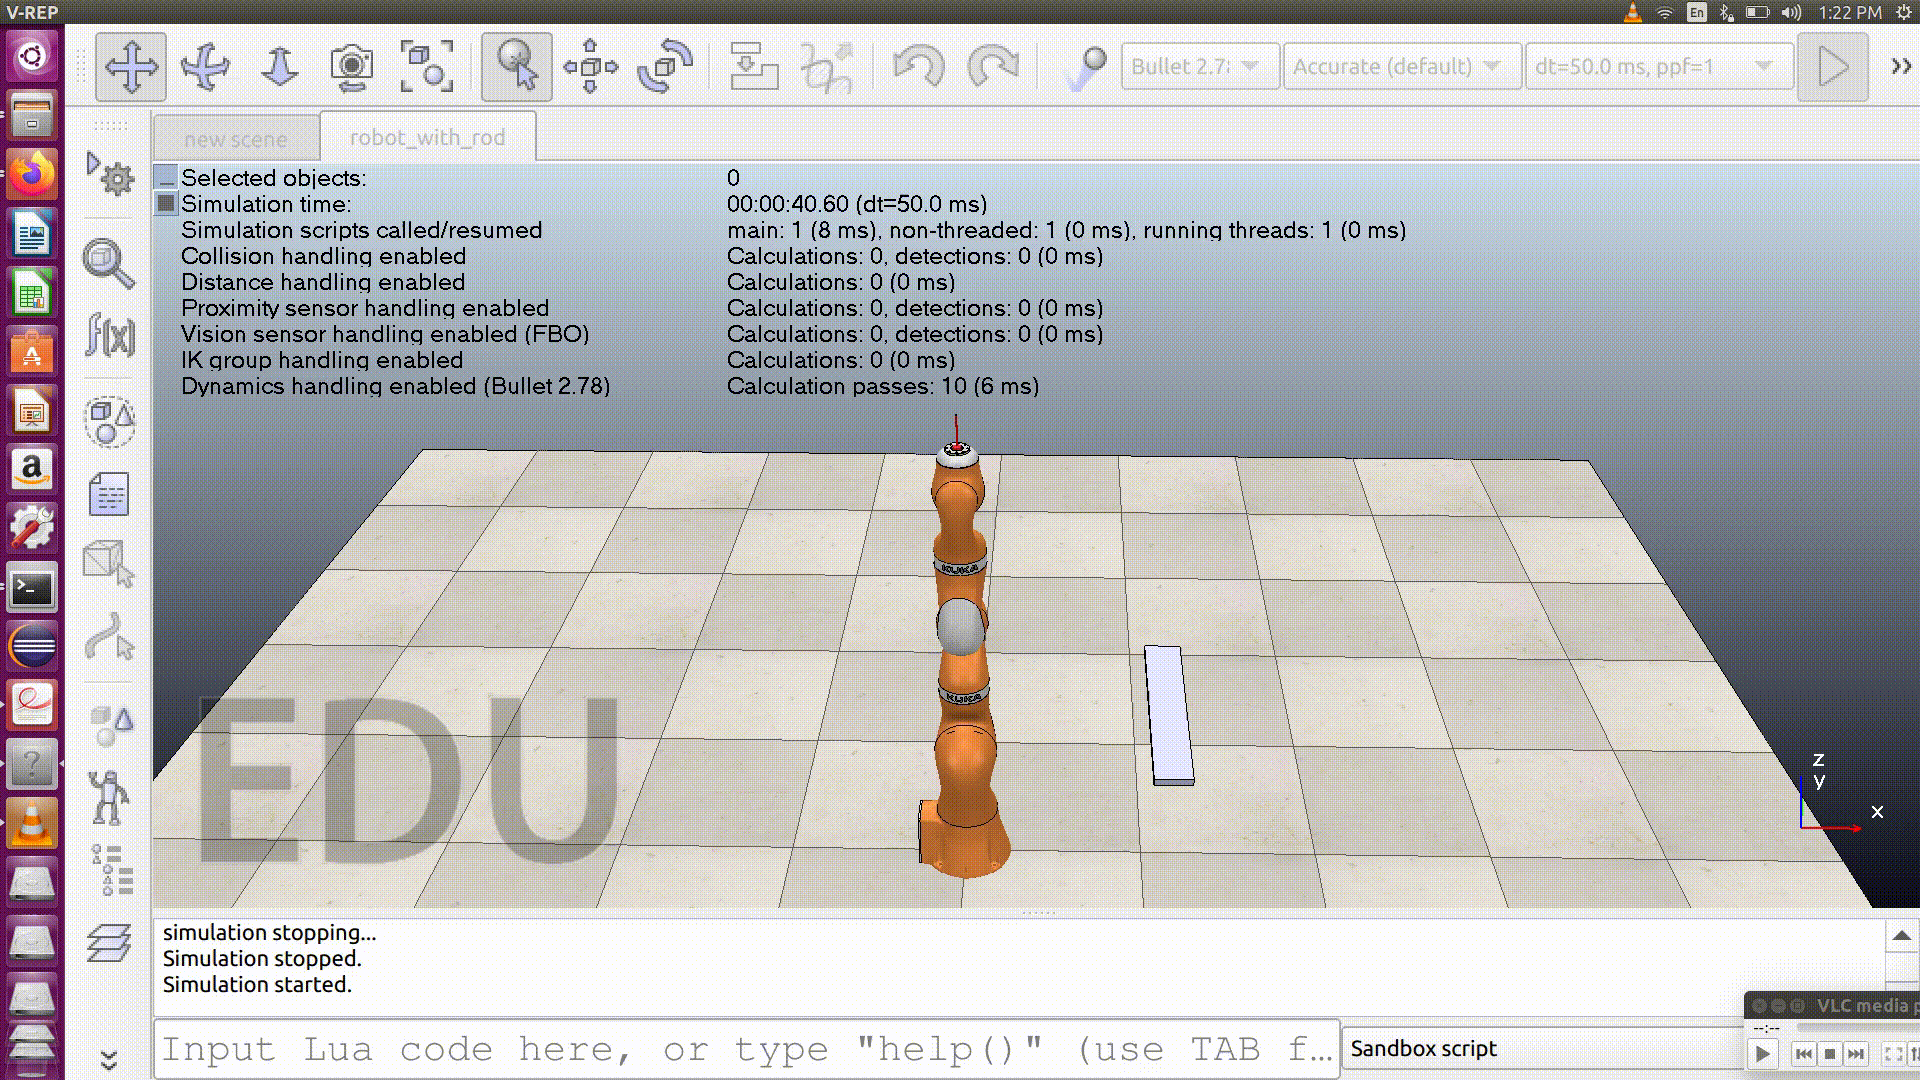 V-REP
En
1:22 PM
Bullet 2.78
Accurate (default)
dt=50.0 ms, ppf=1
new scene
robot_with_rod
Selected objects: 0
Simulation time: 00:00:40.60 (dt=50.0 ms)
Simulation scripts called/resumed main: 1 (8 ms), non-threaded: 1 (0 ms), running threads: 1 (0 ms)
Collision handling enabled Calculations: 0, detections: 0 (0 ms)
Distance handling enabled Calculations: 0 (0 ms)
Proximity sensor handling enabled Calculations: 0, detections: 0 (0 ms)
Vision sensor handling enabled (FBO) Calculations: 0, detections: 0 (0 ms)
IK group handling enabled Calculations: 0 (0 ms)
Dynamics handling enabled (Bullet 2.78) Calculation passes: 10 (6 ms)
f(x)
KUKA
KUKA
EDU
z
y
x
simulation stopping...
Simulation stopped.
Simulation started.
Input Lua code here, or type "help()" (use TAB f...
Sandbox script
VLC media p
--:--